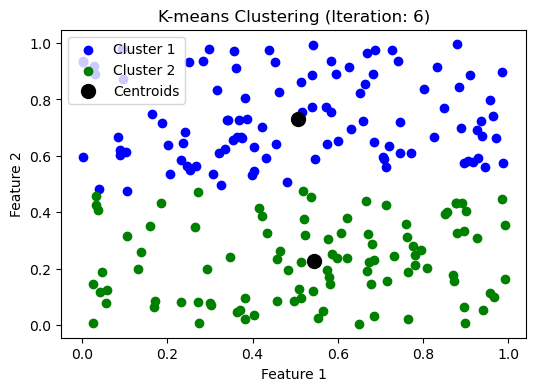 K-means Clustering (Iteration: 6)
Cluster 1
Cluster 2
Centroids
Feature 2
1.0
0.8
0.6
0.4
0.2
0.0
0.0 0.2 0.4 0.6 0.8 1.0
Feature 1